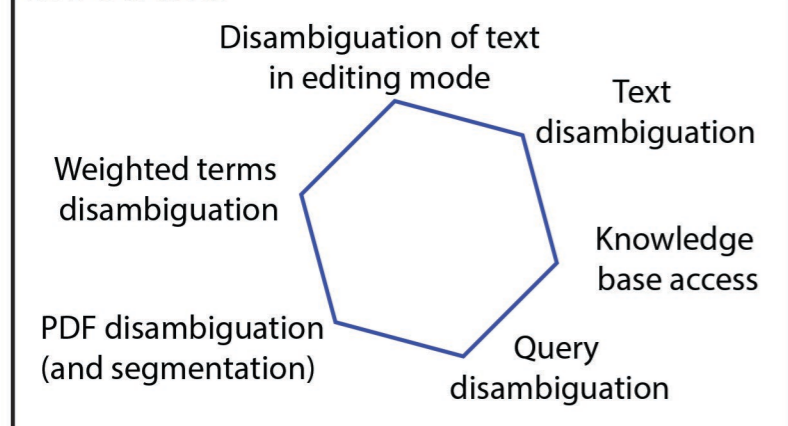 Disambiguation of text
in editing mode
Text
disambiguation
Weighted terms
disambiguation
Knowledge
base access
PDF disambiguation
(and segmentation)
Query
disambiguation